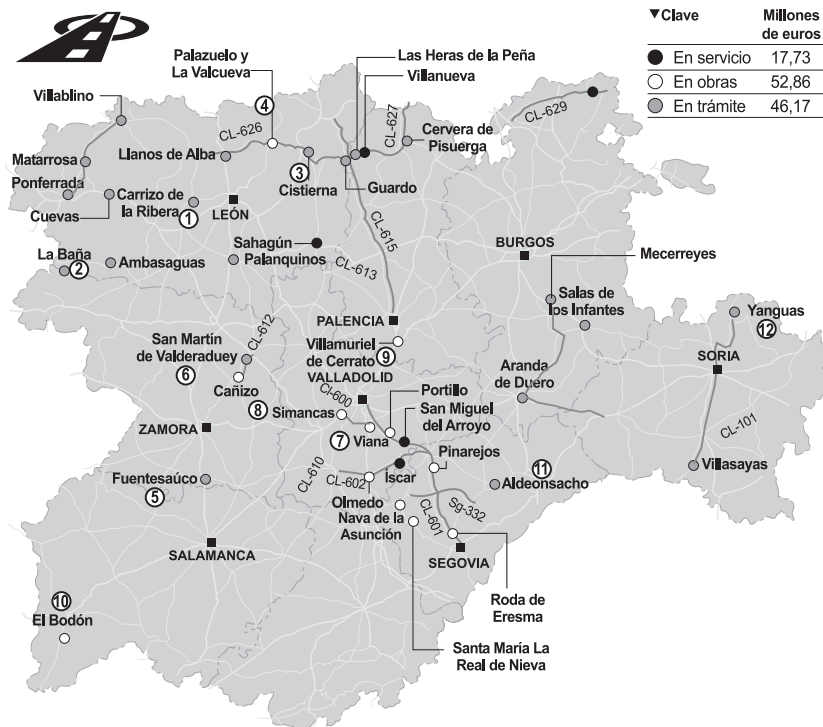 ▼Clave Millones
de euros
En servicio 17,73
En obras 52,86
En trámite 46,17
Palazuelo y
La Valcueva
Las Heras de la Peña
Villanueva
Villablino
④
CL-626
CL-627
CL-629
Cervera de
Pisuerga
Matarrosa
Llanos de Alba
③
Cistierna
Guardo
Ponferrada
Cuevas
Carrizo de
la Ribera
①
LEÓN
CL-615
La Baña
②
Ambasaguas
Sahagún
Palanquinos
CL-613
BURGOS
Mecerreyes
Salas de
los Infantes
Yanguas
⑫
San Martín
de Valderaduey
⑥
CL-612
PALENCIA
Villamuriel
de Cerrato
⑨
VALLADOLID
SORIA
Aranda
de Duero
Cañizo
⑧
Simancas
Cl-600
Portillo
San Miguel
del Arroyo
ZAMORA
⑦
Viana
Pinarejos
CL-101
Fuentesaúco
⑤
CL-610
CL-602
Íscar
⑪
Aldeonsacho
Villasayas
Olmedo
Nava de la
Asunción
CL-601
Sg-332
SALAMANCA
SEGOVIA
⑩
El Bodón
Roda de
Eresma
Santa María La
Real de Nieva